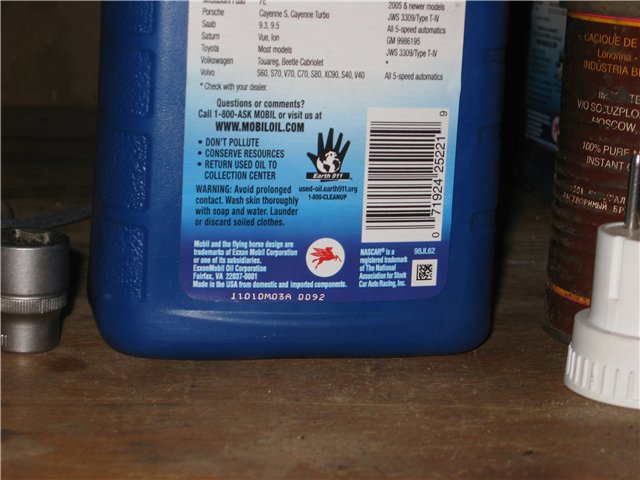 Porsche Cayenne S, Cayenne Turbo
Saab 9.3, 9.5
Saturn Vue, Ion
Toyota Most models
Volkswagen Touareg, Beetle Cabriolet
Volvo S60, S70, V70, C70, S80, XC90, S40, V40
2005 & newer models
JWS 3309/Type T-IV
All 5-speed automatics
GM 9986195
JWS 3309/Type T-IV
*
All 5-speed automatics
* Check with your dealer.
Questions or comments?
Call 1-800-ASK MOBIL or visit us at
WWW.MOBILOIL.COM
• DON'T POLLUTE
• CONSERVE RESOURCES
• RETURN USED OIL TO
COLLECTION CENTER
Earth 911
used-oil.earth911.org
1-800-CLEANUP
WARNING: Avoid prolonged
contact. Wash skin thoroughly
with soap and water. Launder
or discard soiled clothes.
0 71924 25221 9
Mobil and the flying horse design are
trademarks of Exxon Mobil Corporation
or one of its subsidiaries.
ExxonMobil Oil Corporation
Fairfax, VA 22037-0001
Made in the USA from domestic and imported components.
NASCAR® is a
registered trademark
of The National
Association for Stock
Car Auto Racing, Inc.
98JL62
11010M03A 0092
CACIQUE DE
Londrina -
INDÚSTRIA
V/O SOJUZPLO
MOSCOW
100% PURE
INSTANT
РАСТВОРИМЫЙ